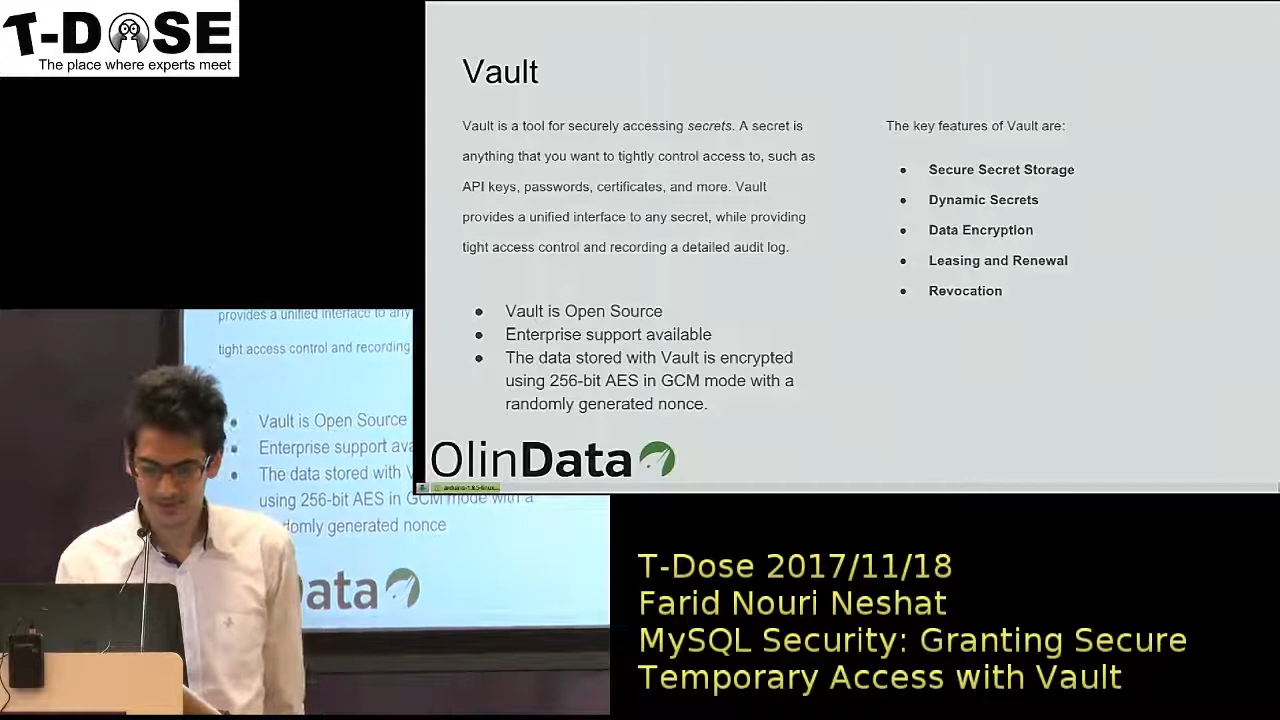 T-DOSE
The place where experts meet
Vault
Vault is a tool for securely accessing secrets. A secret is
anything that you want to tightly control access to, such as
API keys, passwords, certificates, and more. Vault
provides a unified interface to any secret, while providing
tight access control and recording a detailed audit log.
Vault is Open Source
Enterprise support available
The data stored with Vault is encrypted
using 256-bit AES in GCM mode with a
randomly generated nonce.
OlinData
The key features of Vault are:
Secure Secret Storage
Dynamic Secrets
Data Encryption
Leasing and Renewal
Revocation
provides a unified interface to any
tight access control and recording
Vault is Open Source
Enterprise support ava
The data stored with V
using 256-bit AES in GCM mode with a
domly generated nonce
ata
T-Dose 2017/11/18
Farid Nouri Neshat
MySQL Security: Granting Secure
Temporary Access with Vault